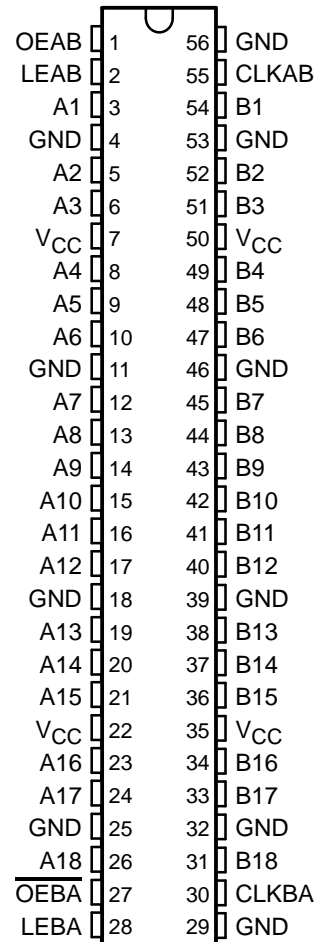 OEAB 1 56 GND
LEAB 2 55 CLKAB
A1 3 54 B1
GND 4 53 GND
A2 5 52 B2
A3 6 51 B3
VCC 7 50 VCC
A4 8 49 B4
A5 9 48 B5
A6 10 47 B6
GND 11 46 GND
A7 12 45 B7
A8 13 44 B8
A9 14 43 B9
A10 15 42 B10
A11 16 41 B11
A12 17 40 B12
GND 18 39 GND
A13 19 38 B13
A14 20 37 B14
A15 21 36 B15
VCC 22 35 VCC
A16 23 34 B16
A17 24 33 B17
GND 25 32 GND
A18 26 31 B18
OEBA 27 30 CLKBA
LEBA 28 29 GND